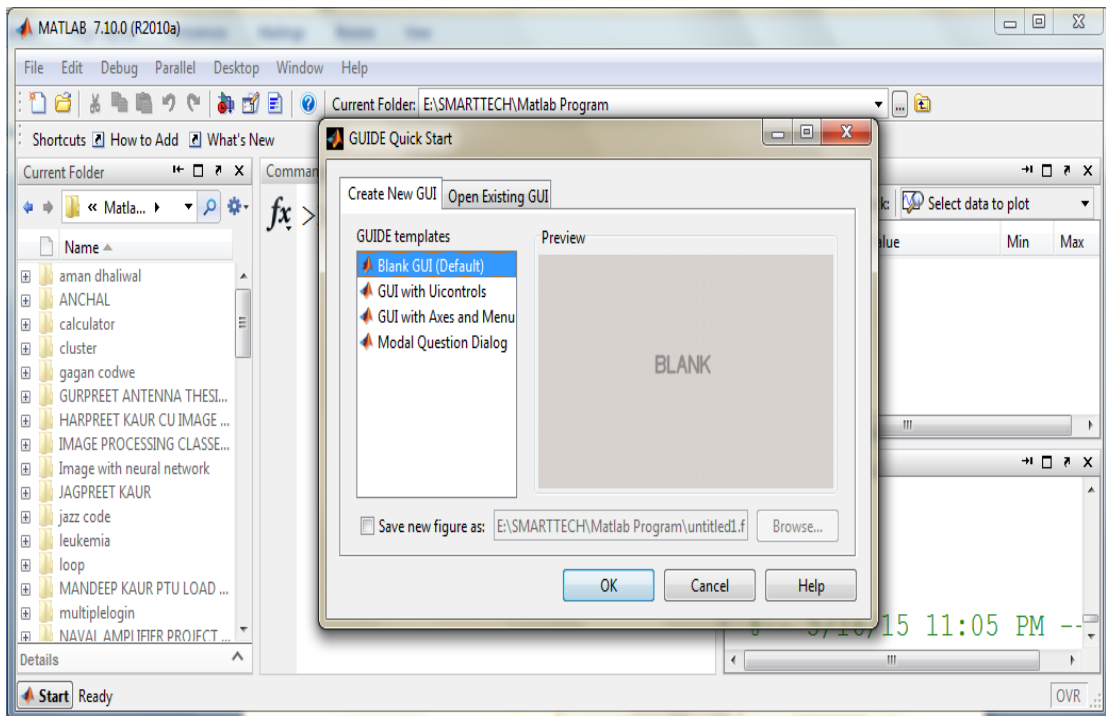 MATLAB 7.10.0 (R2010a)
File Edit Debug Parallel Desktop Window Help
Current Folder: E:\SMARTTECH\Matlab Program
Shortcuts How to Add What's New
Current Folder
« Matla...
Name
aman dhaliwal
ANCHAL
calculator
cluster
gagan codwe
GURPREET ANTENNA THESI...
HARPREET KAUR CU IMAGE ...
IMAGE PROCESSING CLASSE...
Image with neural network
JAGPREET KAUR
jazz code
leukemia
loop
MANDEEP KAUR PTU LOAD ...
multiplelogin
NAVAL AMPLIFIER PROJECT ...
Details
Comman
fx >
GUIDE Quick Start
Create New GUI Open Existing GUI
GUIDE templates
Blank GUI (Default)
GUI with Uicontrols
GUI with Axes and Menu
Modal Question Dialog
Preview
BLANK
Save new figure as: E:\SMARTTECH\Matlab Program\untitled1.f Browse...
OK Cancel Help
k: Select data to plot
alue Min Max
15 11:05 PM --
Start Ready
OVR